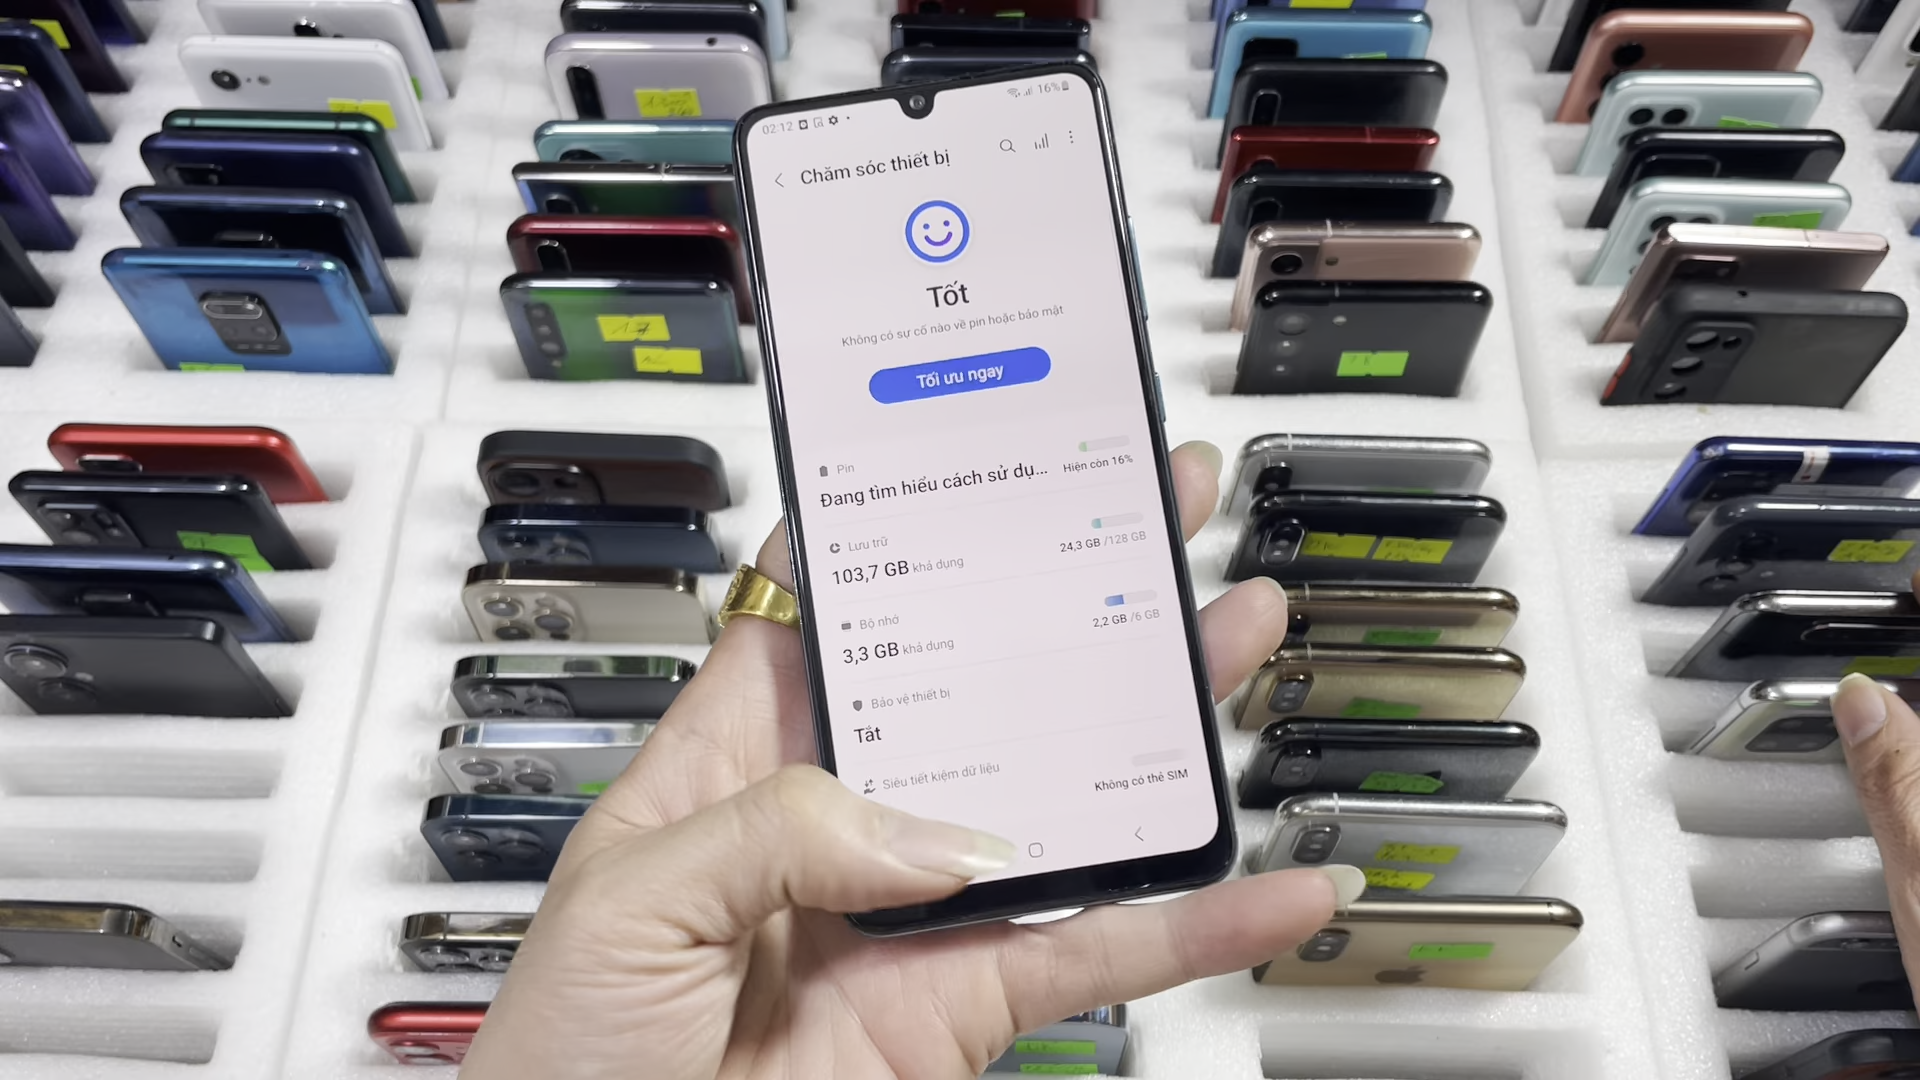 02:12
16%
Chăm sóc thiết bị
Tốt
Không có sự cố nào về pin hoặc bảo mật
Tối ưu ngay
Pin
Đang tìm hiểu cách sử dụ...
Hiện còn 16%
Lưu trữ
103,7 GB khả dụng
24,3 GB /128 GB
Bộ nhớ
3,3 GB khả dụng
2,2 GB /6 GB
Bảo vệ thiết bị
Tắt
Siêu tiết kiệm dữ liệu
Không có thẻ SIM